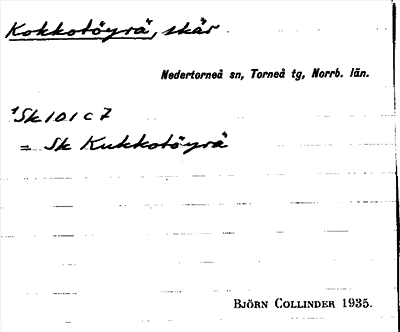 Kokkotöyrä, skär
Nedertorneå sn, Torneå tg, Norrb. län.
¹Sk 101 c 7
= Sk Kukkotöyrä
BJÖRN COLLINDER 1935.